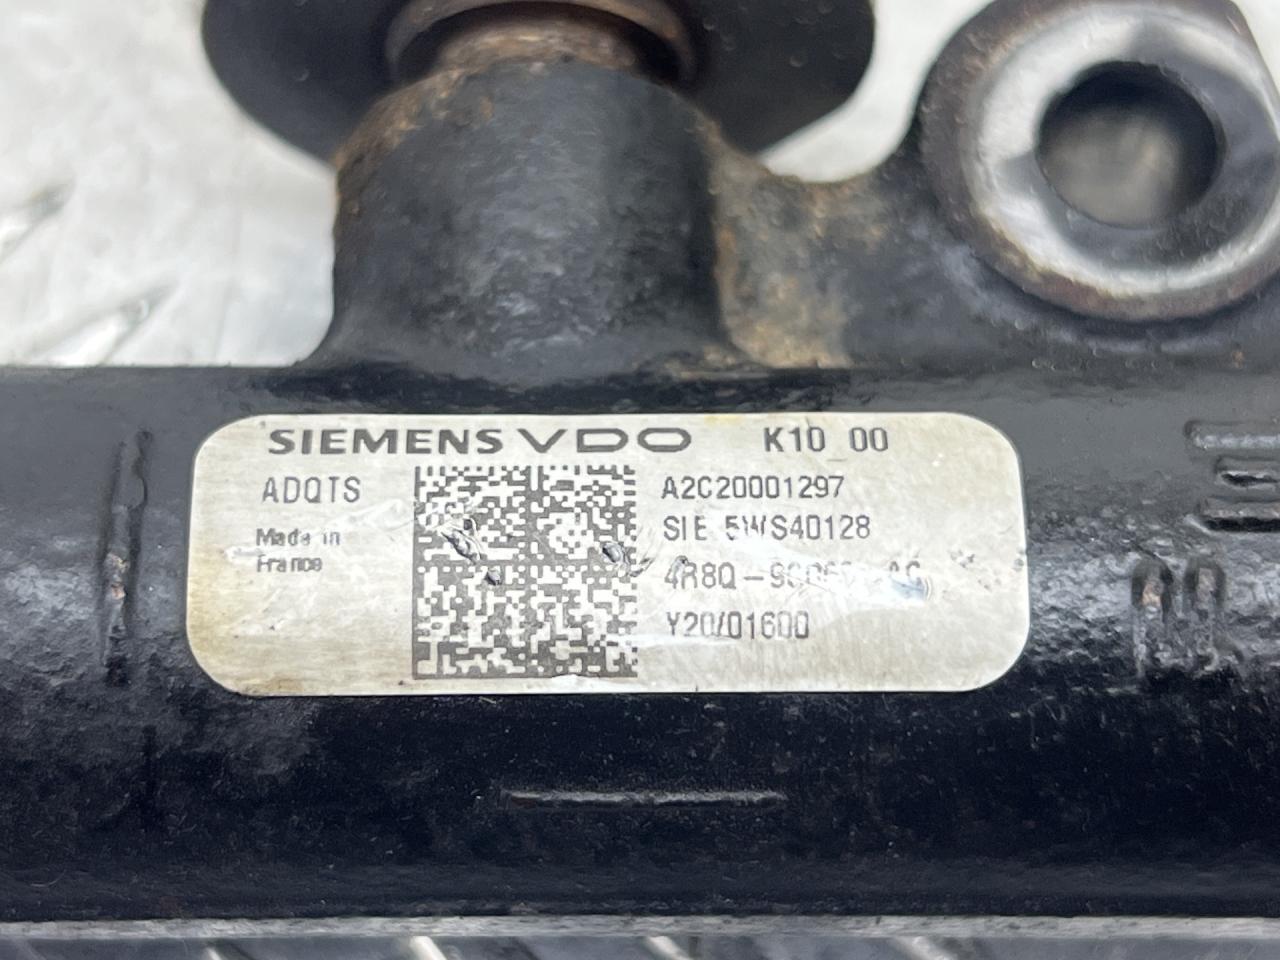 SIEMENS VDO K10_00
ADQTS
A2C20001297
Made in
France
SIE 5WS40128
Y20/01600